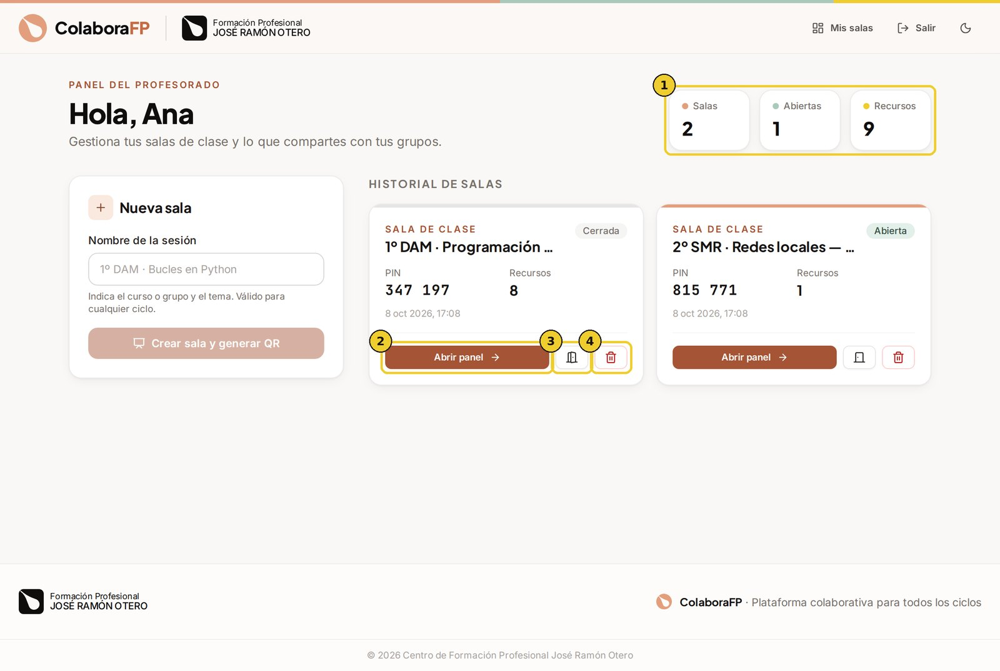 ColaboraFP
Formación Profesional
JOSÉ RAMÓN OTERO
Mis salas
Salir
PANEL DEL PROFESORADO
Hola, Ana
Gestiona tus salas de clase y lo que compartes con tus grupos.
1
Salas
2
Abiertas
1
Recursos
9
+ Nueva sala
Nombre de la sesión
1º DAM · Bucles en Python
Indica el curso o grupo y el tema. Válido para
cualquier ciclo.
Crear sala y generar QR
HISTORIAL DE SALAS
SALA DE CLASE
Cerrada
1º DAM · Programación ...
PIN
Recursos
347 197
8
8 oct 2026, 17:08
2
3
4
Abrir panel →
SALA DE CLASE
Abierta
2º SMR · Redes locales — ...
PIN
Recursos
815 771
1
8 oct 2026, 17:08
Abrir panel →
Formación Profesional
JOSÉ RAMÓN OTERO
ColaboraFP · Plataforma colaborativa para todos los ciclos
© 2026 Centro de Formación Profesional José Ramón Otero